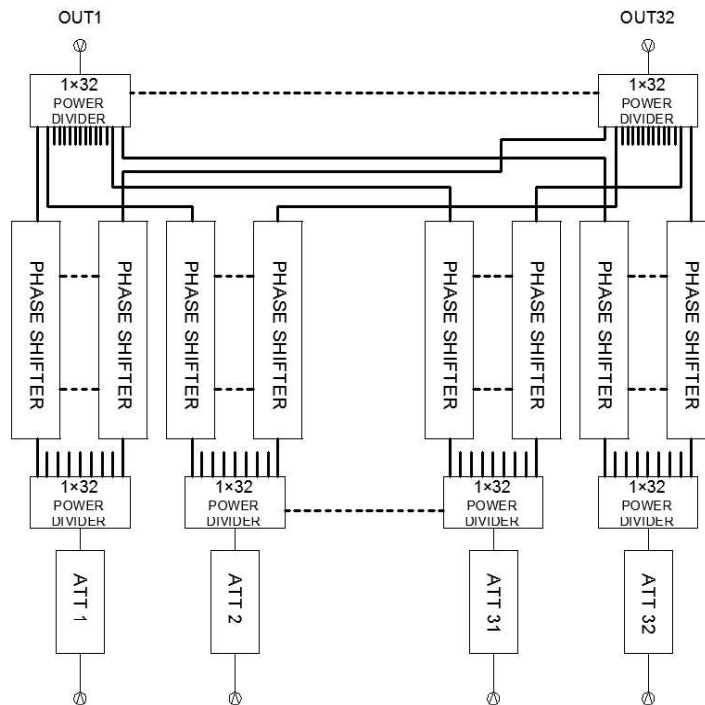 OUT1
OUT32
1×32
POWER
DIVIDER
1×32
POWER
DIVIDER
PHASE SHIFTER
PHASE SHIFTER
PHASE SHIFTER
PHASE SHIFTER
PHASE SHIFTER
PHASE SHIFTER
PHASE SHIFTER
PHASE SHIFTER
1×32
POWER
DIVIDER
1×32
POWER
DIVIDER
1×32
POWER
DIVIDER
1×32
POWER
DIVIDER
ATT 1
ATT 2
ATT 31
ATT 32